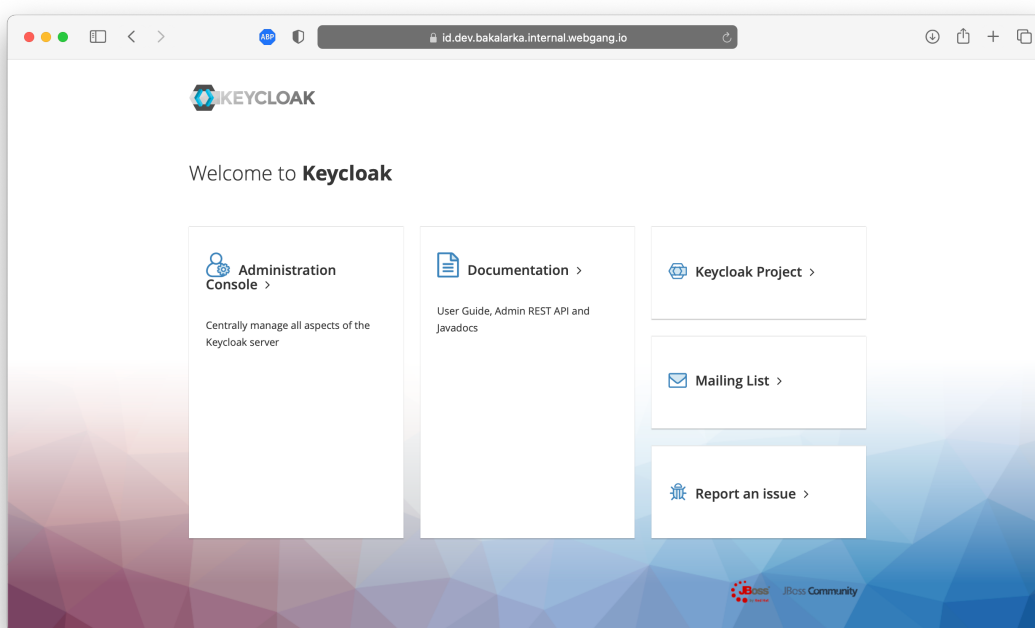 ABP
id.dev.bakalarka.internal.webgang.io
KEYCLOAK
Welcome to Keycloak
Administration
Console
Centrally manage all aspects of the
Keycloak server
Documentation
User Guide, Admin REST API and
Javadocs
Keycloak Project
Mailing List
Report an issue
JBoss
JBoss Community